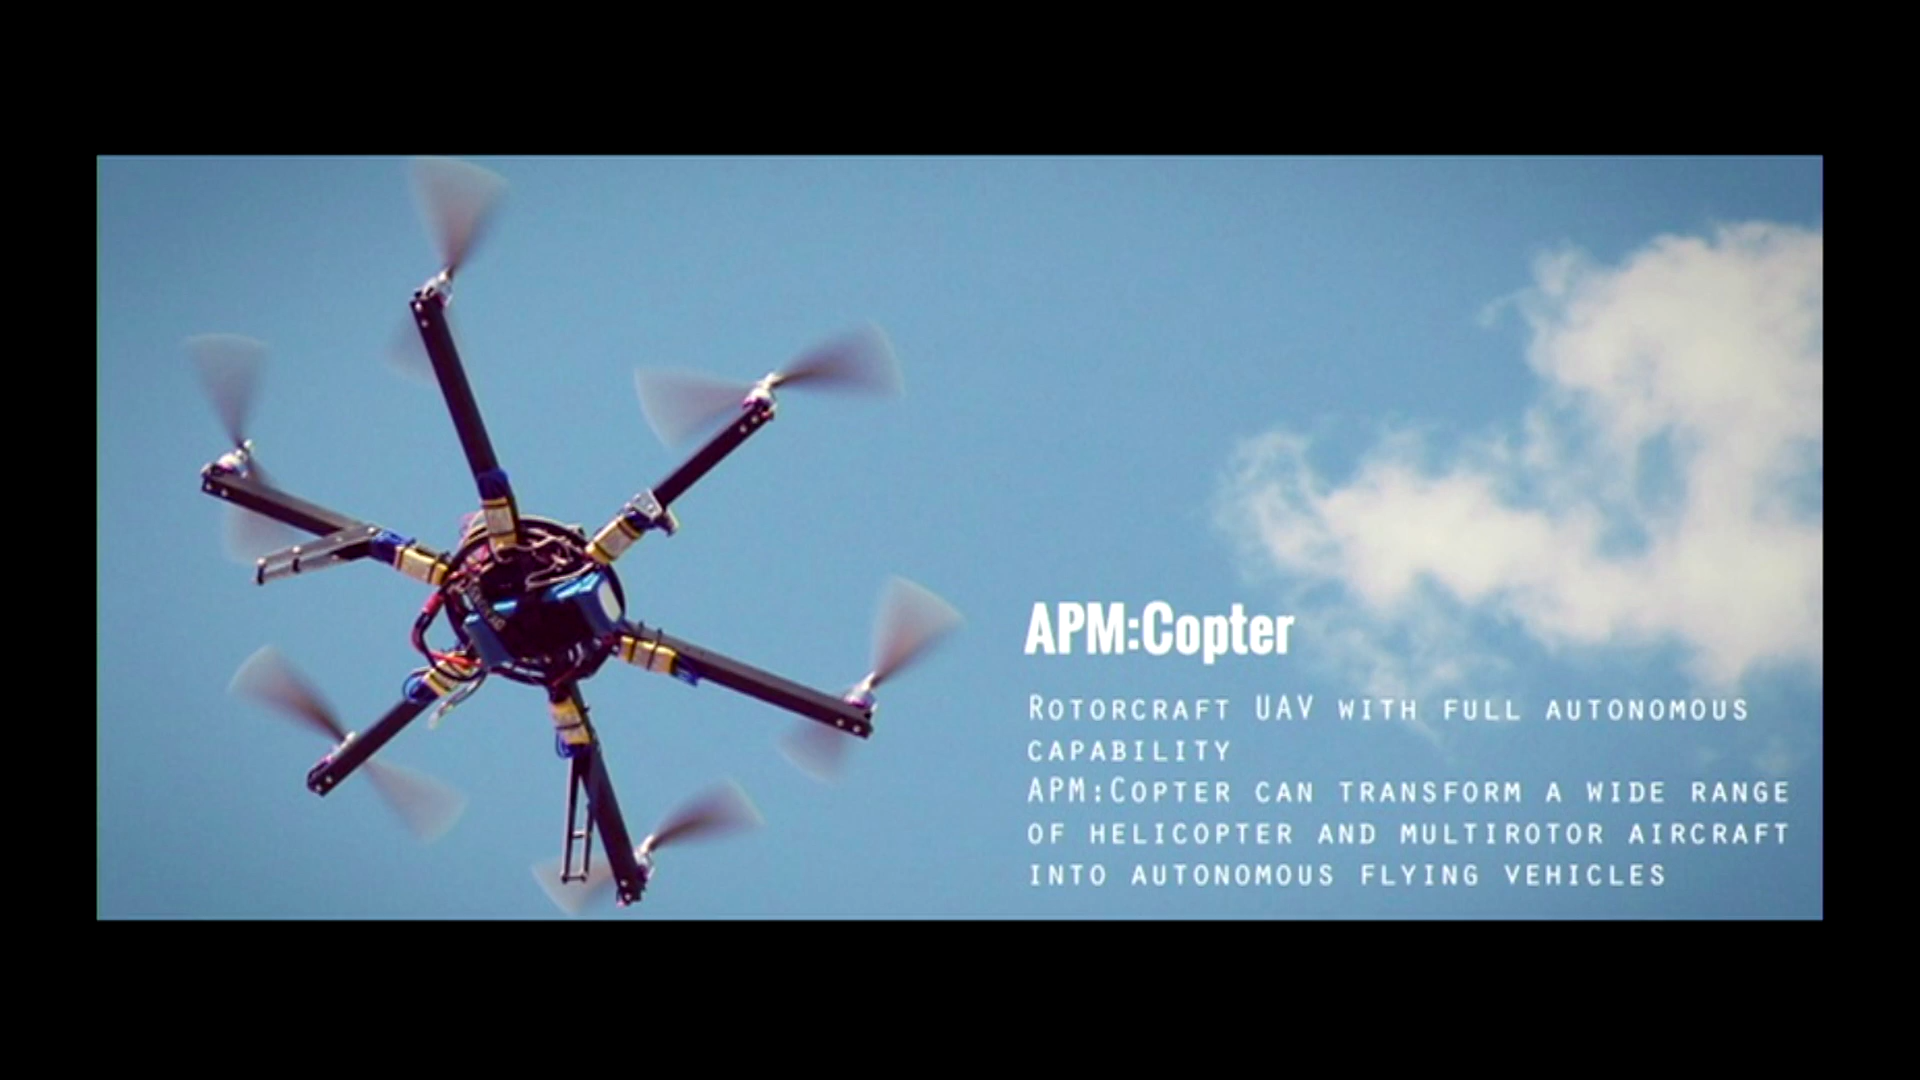 APM:Copter
Rotorcraft UAV with full autonomous
capability
APM:Copter can transform a wide range
of helicopter and multirotor aircraft
into autonomous flying vehicles